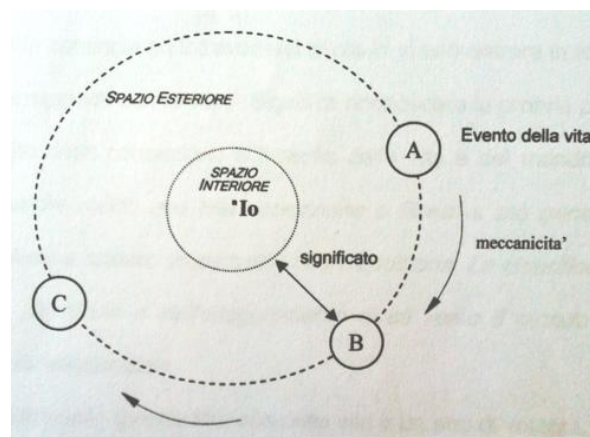 SPAZIO ESTERIORE
A
Evento della vita
SPAZIO
INTERIORE
"Io
significato
meccanicita'
C
B